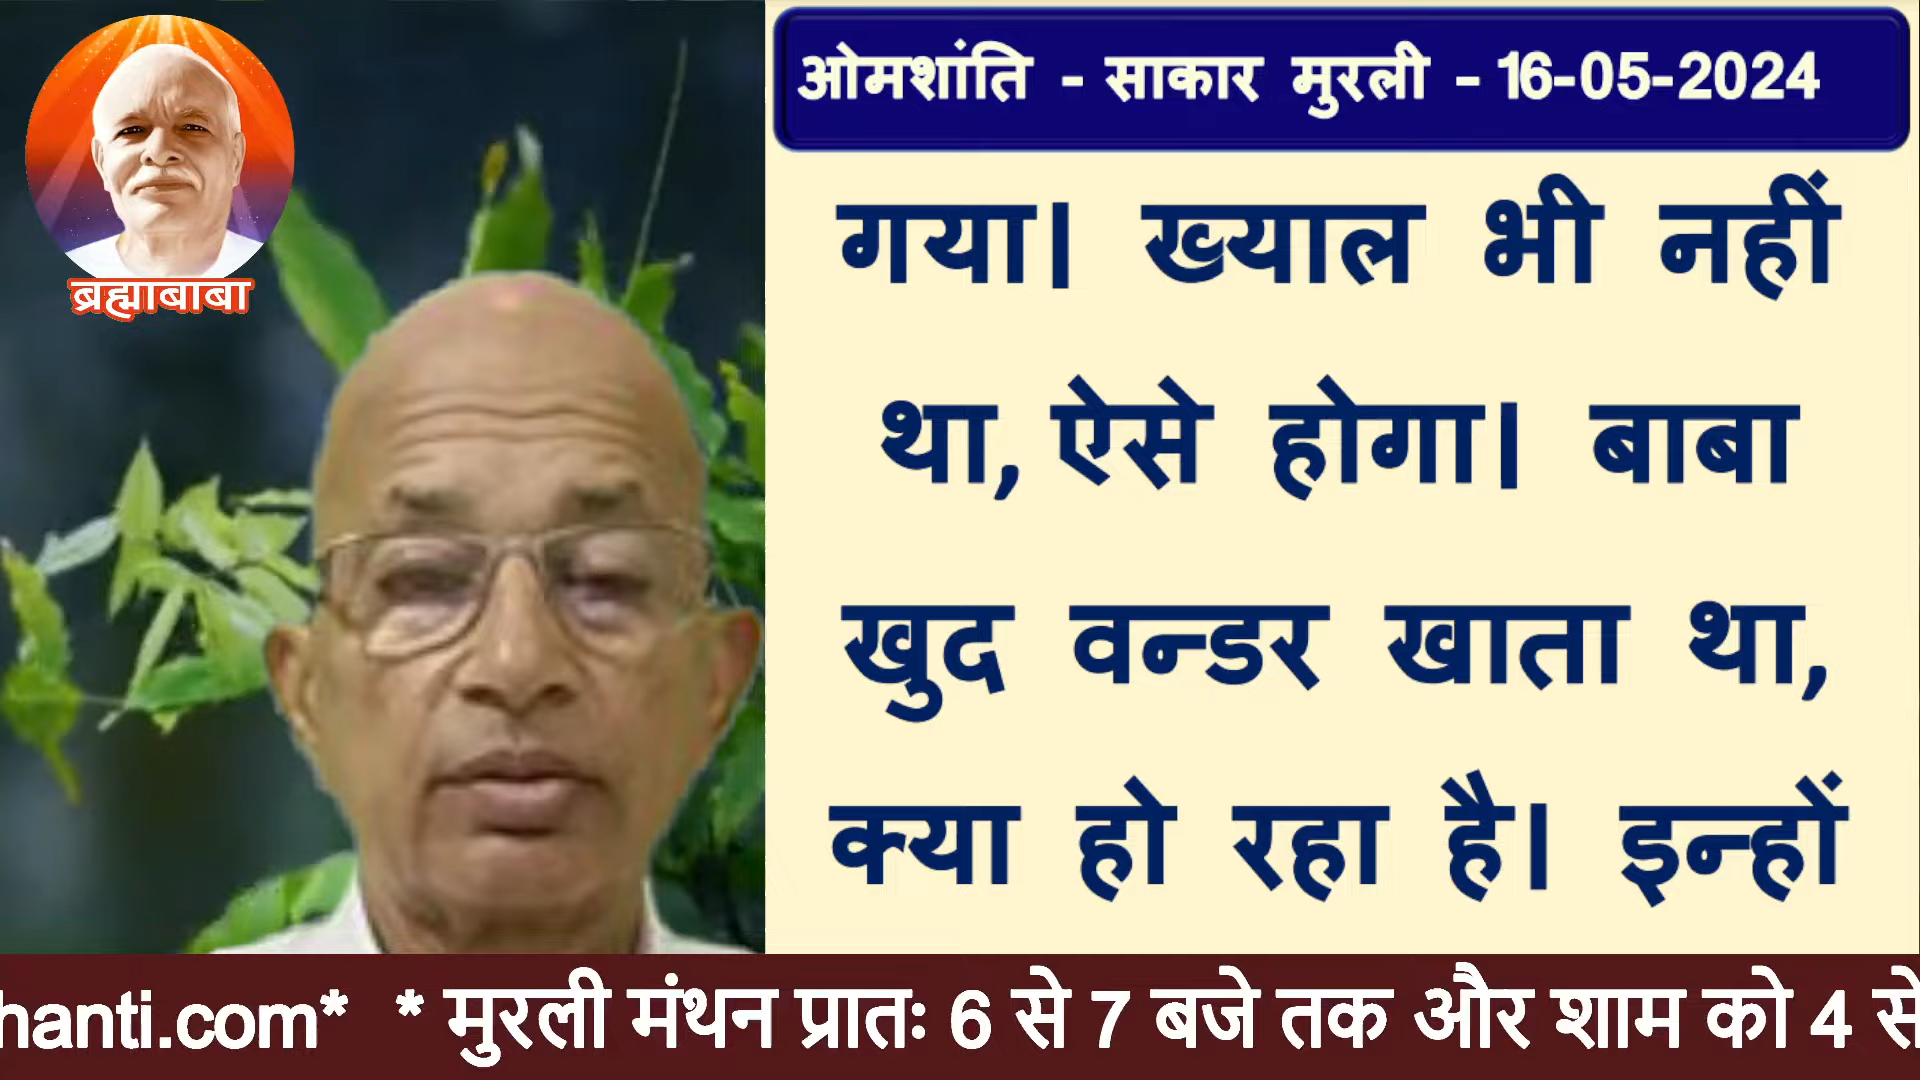 ब्रह्माबाबा
ओमशांति - साकार मुरली - 16-05-2024
गया। ख्याल भी नहीं
था, ऐसे होगा। बाबा
खुद वन्डर खाता था,
क्या हो रहा है। इन्हों
hanti.com* * मुरली मंथन प्रातः 6 से 7 बजे तक और शाम को 4 से